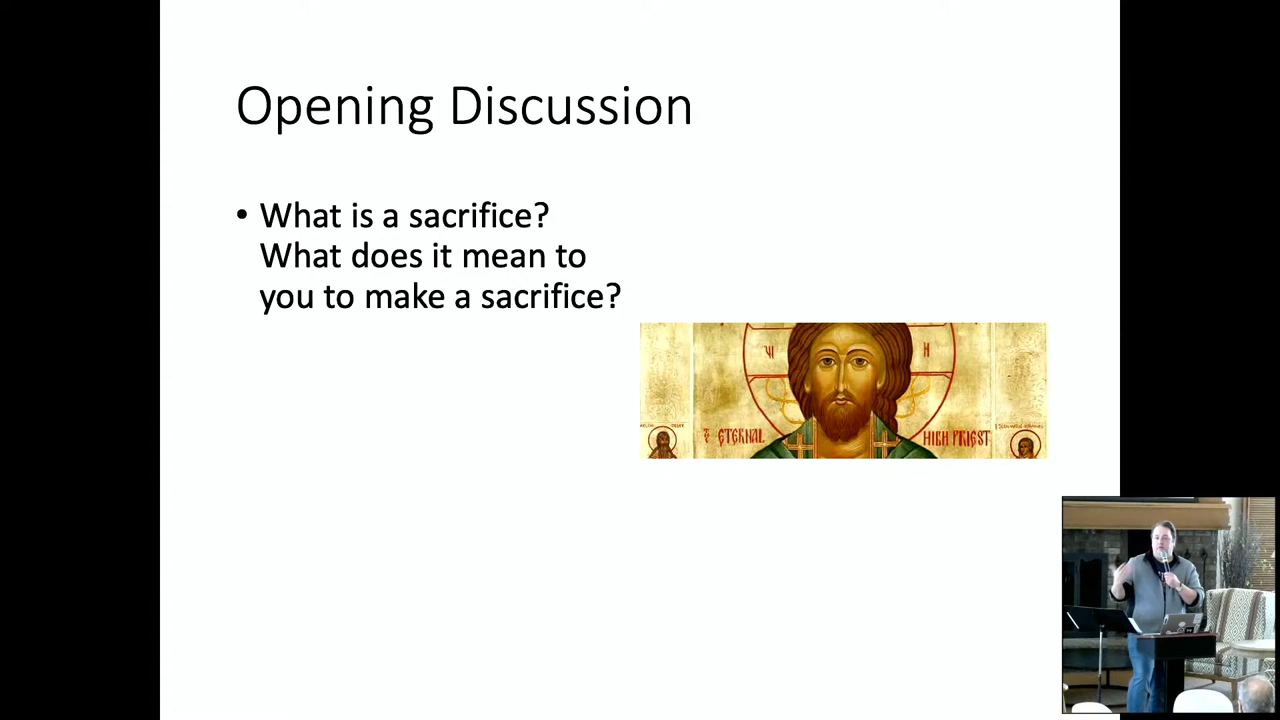 Opening Discussion
• What is a sacrifice?
What does it mean to
you to make a sacrifice?
ETERNAL
HIGH PRIEST